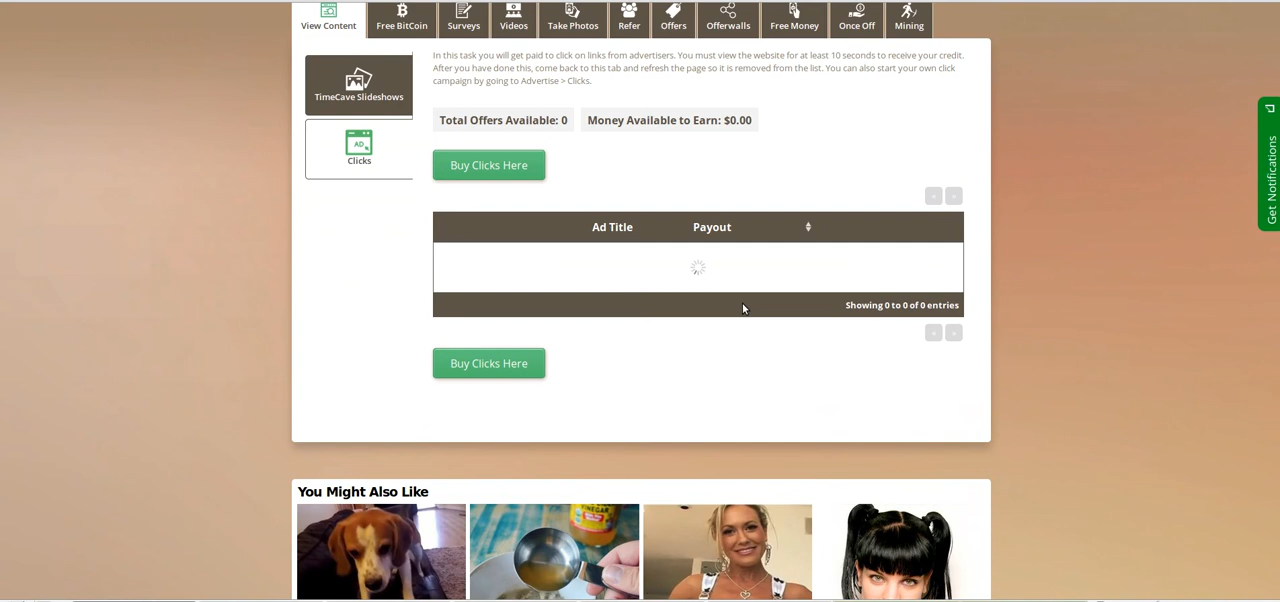 View Content
Free BitCoin
Surveys
Videos
Take Photos
Refer
Offers
Offerwalls
Free Money
Once Off
Mining
In this task you will get paid to click on links from advertisers. You must view the website for at least 10 seconds to receive your credit.
After you have done this, come back to this tab and refresh the page so it is removed from the list. You can also start your own click
campaign by going to Advertise > Clicks.
TimeCave Slideshows
AD
Clicks
Total Offers Available: 0
Money Available to Earn: $0.00
Buy Clicks Here
« »
Ad Title Payout
Showing 0 to 0 of 0 entries
« »
Buy Clicks Here
Get Notifications
You Might Also Like
VINEGAR